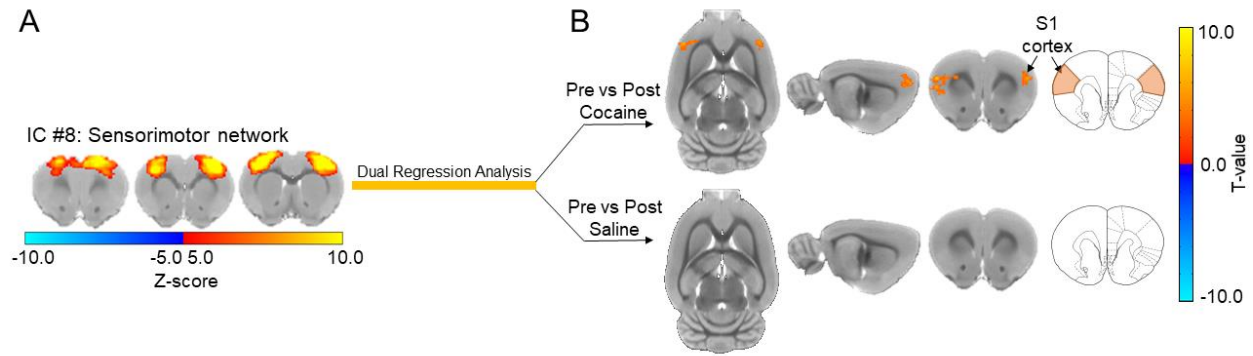 A
B
S1
cortex
10.0
Pre vs Post
Cocaine
IC #8: Sensorimotor network
Dual Regression Analysis
0.0
T-value
Pre vs Post
Saline
-10.0
-5.0 5.0
10.0
Z-score
-10.0